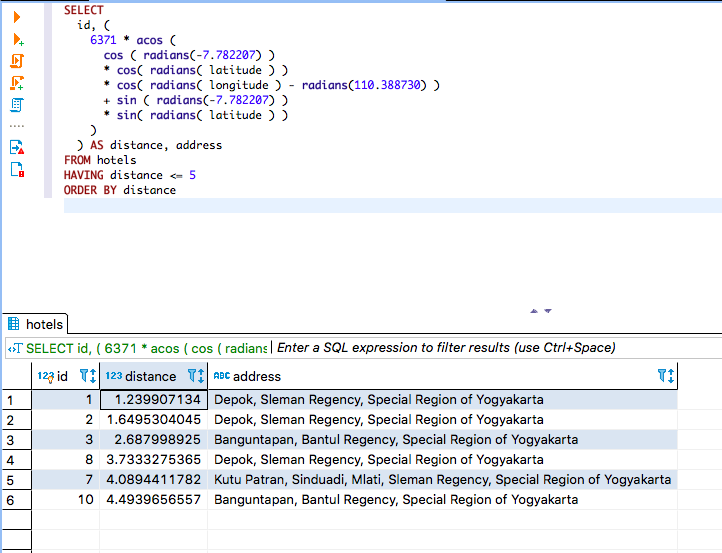 SELECT
id, (
6371 * acos (
cos ( radians(-7.782207) )
* cos( radians( latitude ) )
* cos( radians( longitude ) - radians(110.388730) )
+ sin ( radians(-7.782207) )
* sin( radians( latitude ) )
)
) AS distance, address
FROM hotels
HAVING distance <= 5
ORDER BY distance
hotels
SELECT id, ( 6371 * acos ( cos ( radians Enter a SQL expression to filter results (use Ctrl+Space)
123 id 123 distance ABC address
1 1 1.239907134 Depok, Sleman Regency, Special Region of Yogyakarta
2 2 1.6495304045 Depok, Sleman Regency, Special Region of Yogyakarta
3 3 2.687998925 Banguntapan, Bantul Regency, Special Region of Yogyakarta
4 8 3.7333275365 Depok, Sleman Regency, Special Region of Yogyakarta
5 7 4.0894411782 Kutu Patran, Sinduadi, Mlati, Sleman Regency, Special Region of Yogyakarta
6 10 4.4939656557 Banguntapan, Bantul Regency, Special Region of Yogyakarta